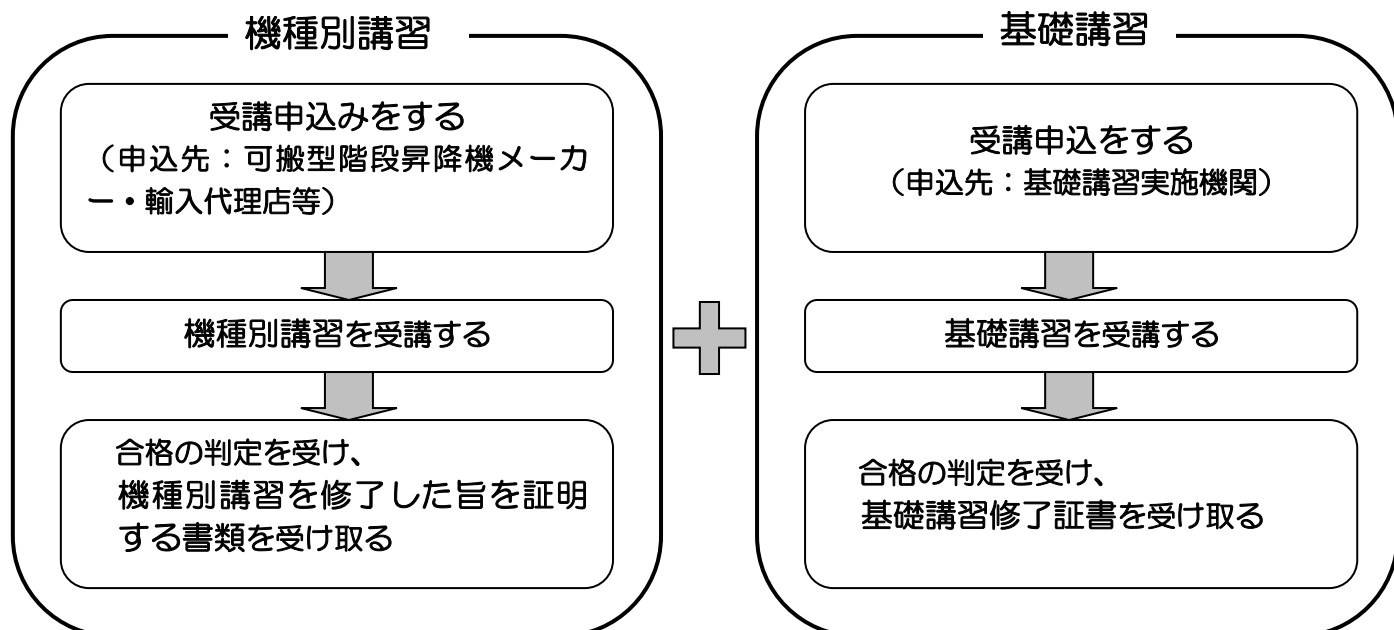 機種別講習
受講申込みをする
(申込先：可搬型階段昇降機メーカ
ー・輸入代理店等)
機種別講習を受講する
合格の判定を受け、
機種別講習を修了した旨を証明
する書類を受け取る
基礎講習
受講申込をする
(申込先：基礎講習実施機関)
基礎講習を受講する
合格の判定を受け、
基礎講習修了証書を受け取る